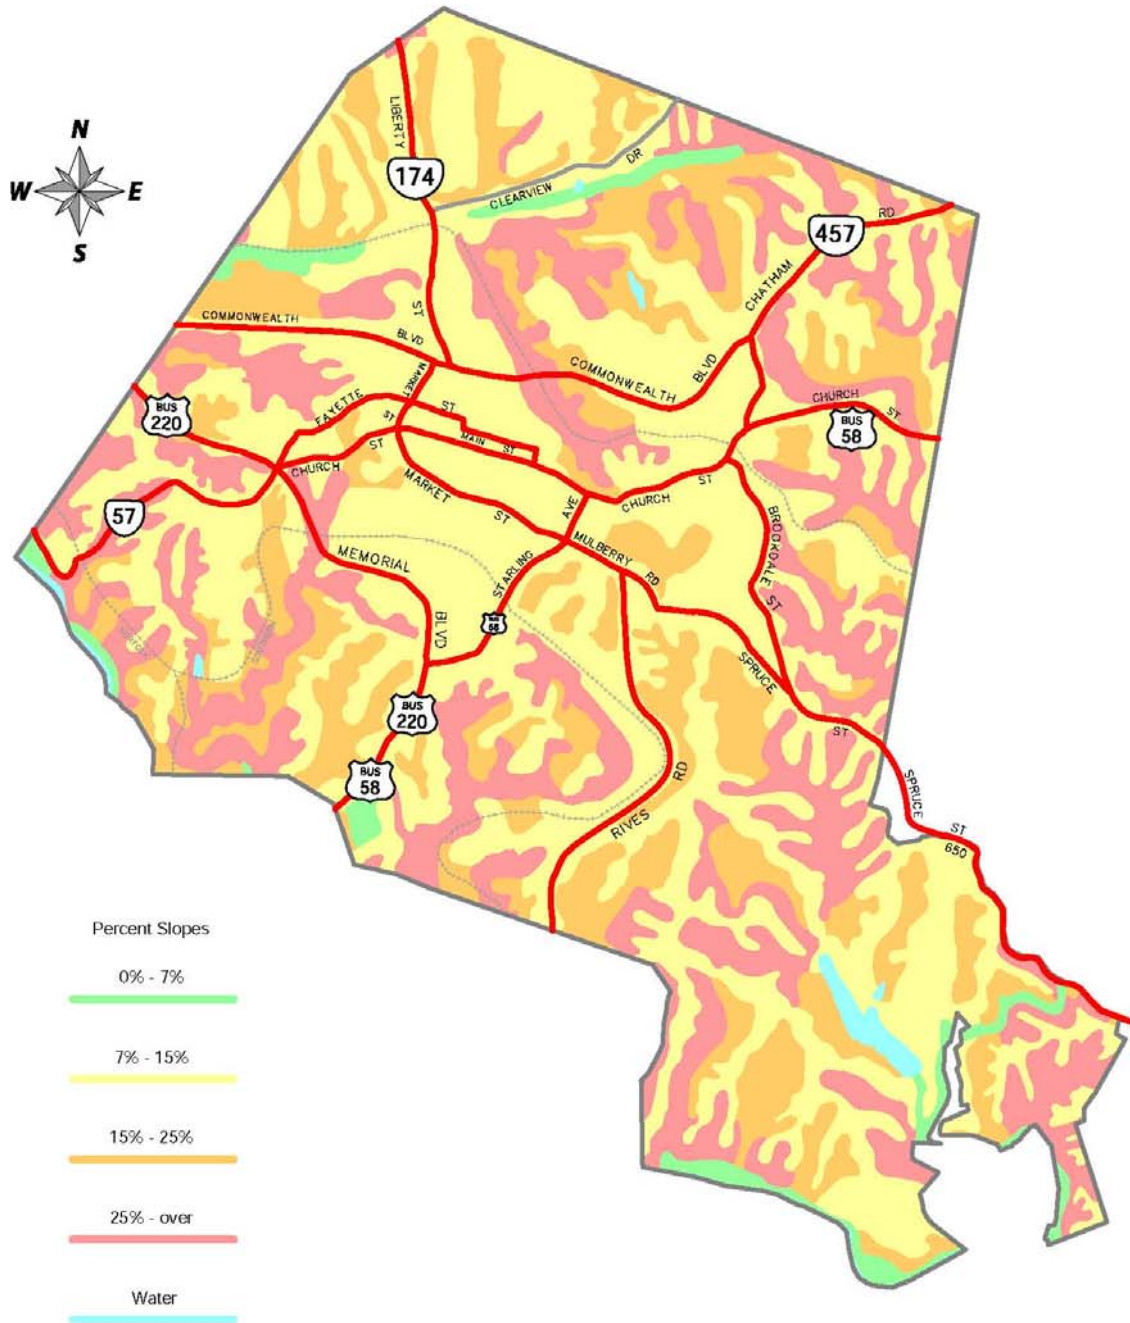 N
W E
S
LIBERTY
174
ST
CLEARVIEW DR
457 RD
CHATHAM
COMMONWEALTH BLVD
COMMONWEALTH BLVD
MARKET
ST
FAYETTE ST
MAIN ST
CHURCH ST
BUS
58
BUS
220
CHURCH ST
57
MARKET ST
AVE
CHURCH ST
BROOKDALE ST
MULBERRY RD
STARLING
MEMORIAL BLVD
BUS
58
SPRUCE ST
BUS
220
BUS
58
RIVES RD
SPRUCE ST
650
Percent Slopes
0% - 7%
7% - 15%
15% - 25%
25% - over
Water